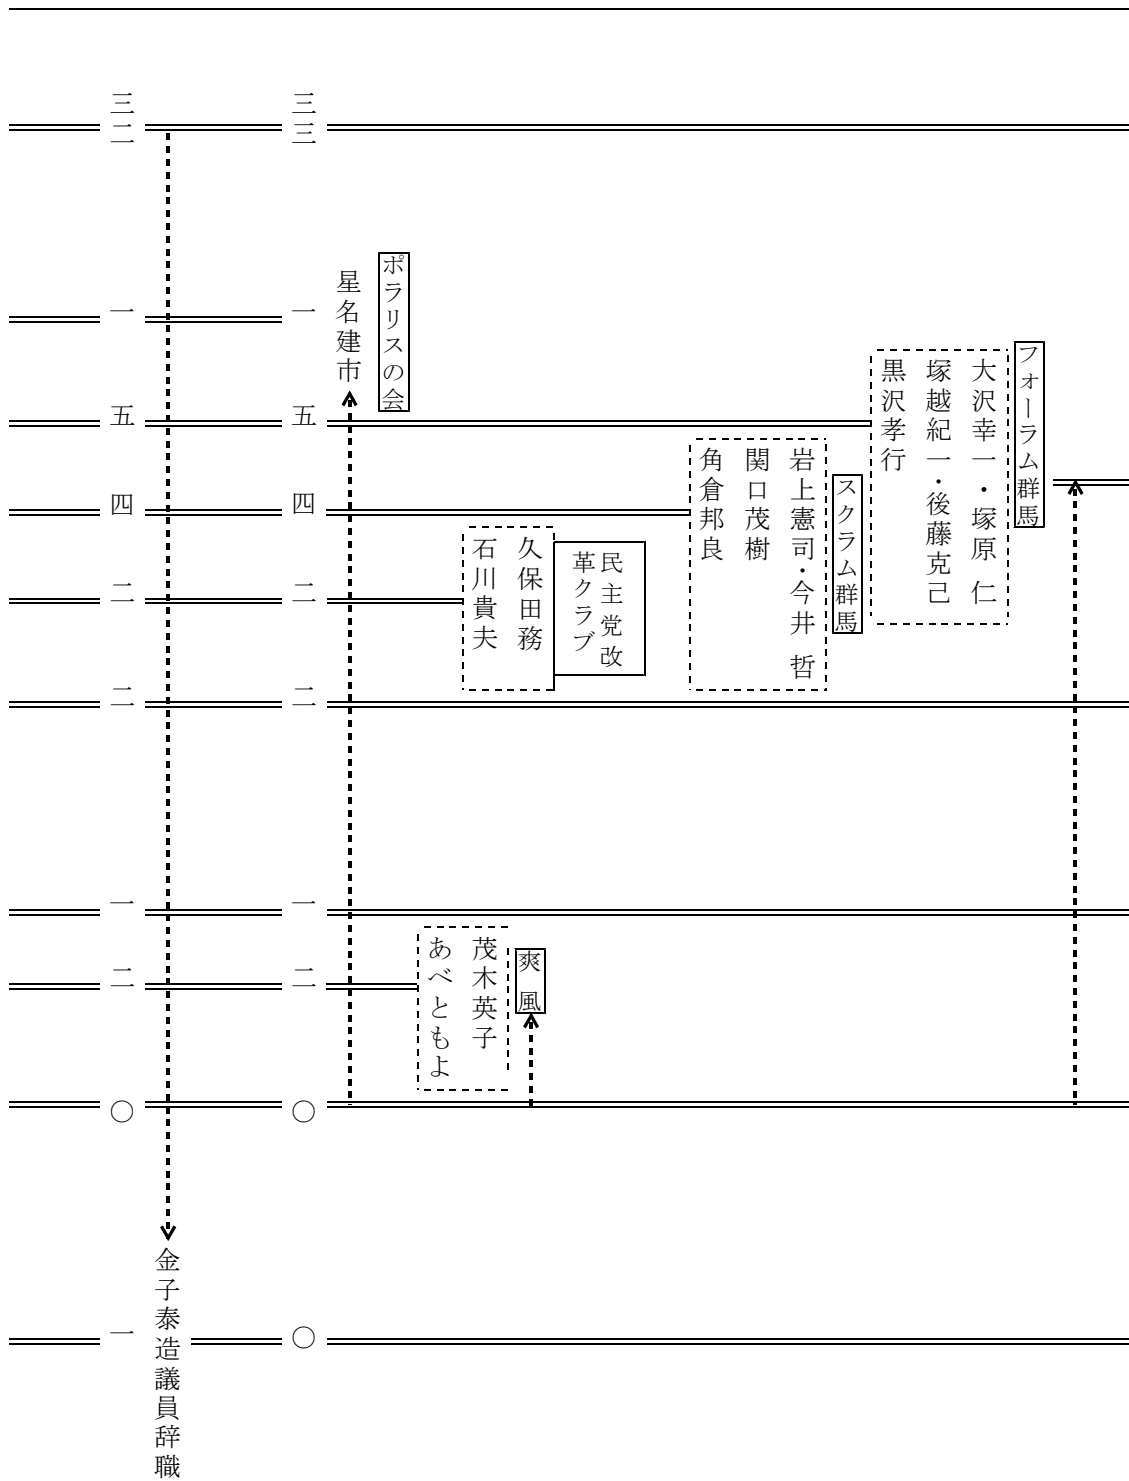 フォーラム群馬
大沢幸一・塚原 仁
塚越紀一・後藤克己
黒沢孝行
スクラム群馬
岩上憲司・今井 哲
関口茂樹
角倉邦良
民主党改
革クラブ
久保田務
石川貴夫
爽風
茂木英子
あべともよ
ポラリスの会
星名建市
三三
一
五
四
二
二
一
二
〇
〇
金子泰造議員辞職
三二
一
五
四
二
二
一
二
〇
一